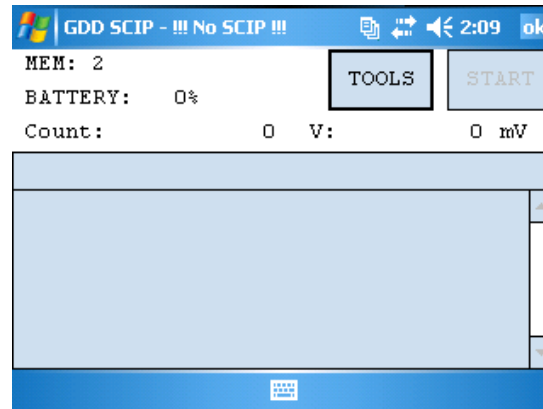 GDD SCIP - !!! No SCIP !!! 2:09 ok
MEM: 2
TOOLS START
BATTERY: 0%
Count: 0 V: 0 mV